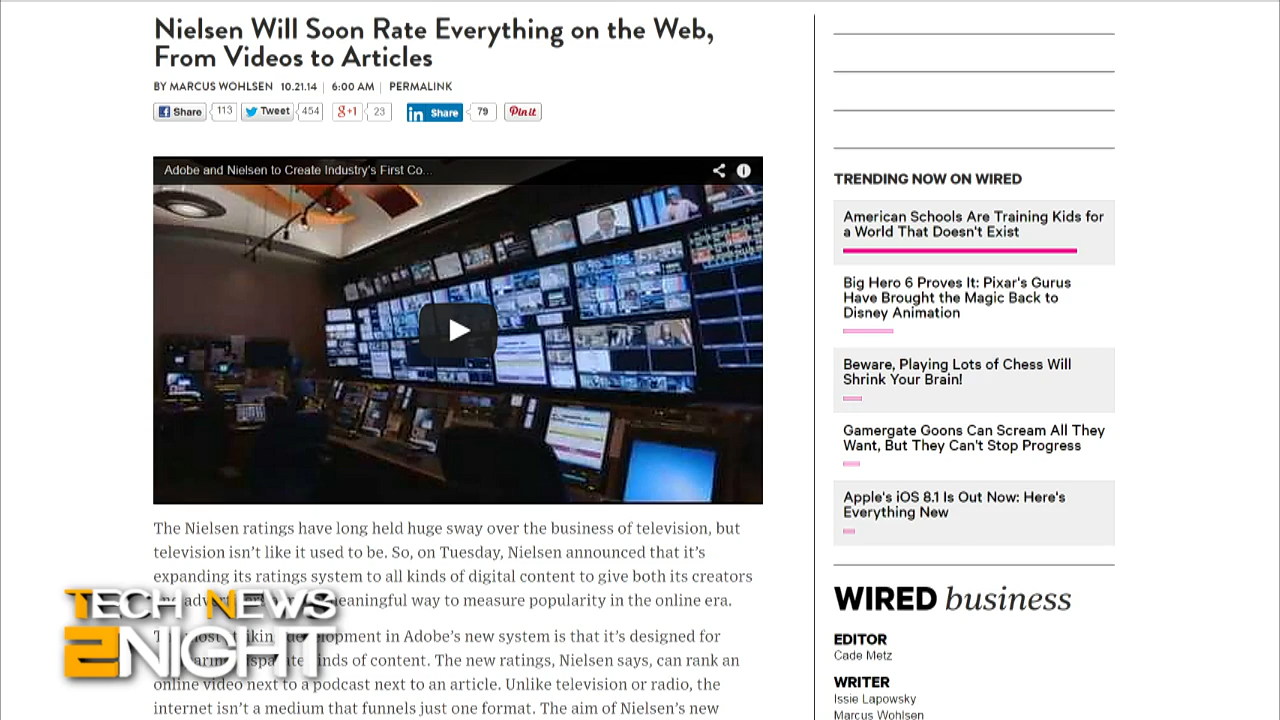 Nielsen Will Soon Rate Everything on the Web,
From Videos to Articles
BY MARCUS WOHLSEN 10.21.14 | 6:00 AM | PERMALINK
Share 113 Tweet 454 g+1 23 in Share 79 Pin it
Adobe and Nielsen to Create Industry's First Co...
The Nielsen ratings have long held huge sway over the business of television, but
television isn't like it used to be. So, on Tuesday, Nielsen announced that it's
expanding its ratings system to all kinds of digital content to give both its creators
meaningful way to measure popularity in the online era.
in Adobe's new system is that it's designed for
kinds of content. The new ratings, Nielsen says, can rank an
online video next to a podcast next to an article. Unlike television or radio, the
internet isn't a medium that funnels just one format. The aim of Nielsen's new
TECH NEWS
2NIGHT
TRENDING NOW ON WIRED
American Schools Are Training Kids for
a World That Doesn't Exist
Big Hero 6 Proves It: Pixar's Gurus
Have Brought the Magic Back to
Disney Animation
Beware, Playing Lots of Chess Will
Shrink Your Brain!
Gamergate Goons Can Scream All They
Want, But They Can't Stop Progress
Apple's iOS 8.1 Is Out Now: Here's
Everything New
WIRED business
EDITOR
Cade Metz
WRITER
Issie Lapowsky
Marcus Wohlsen